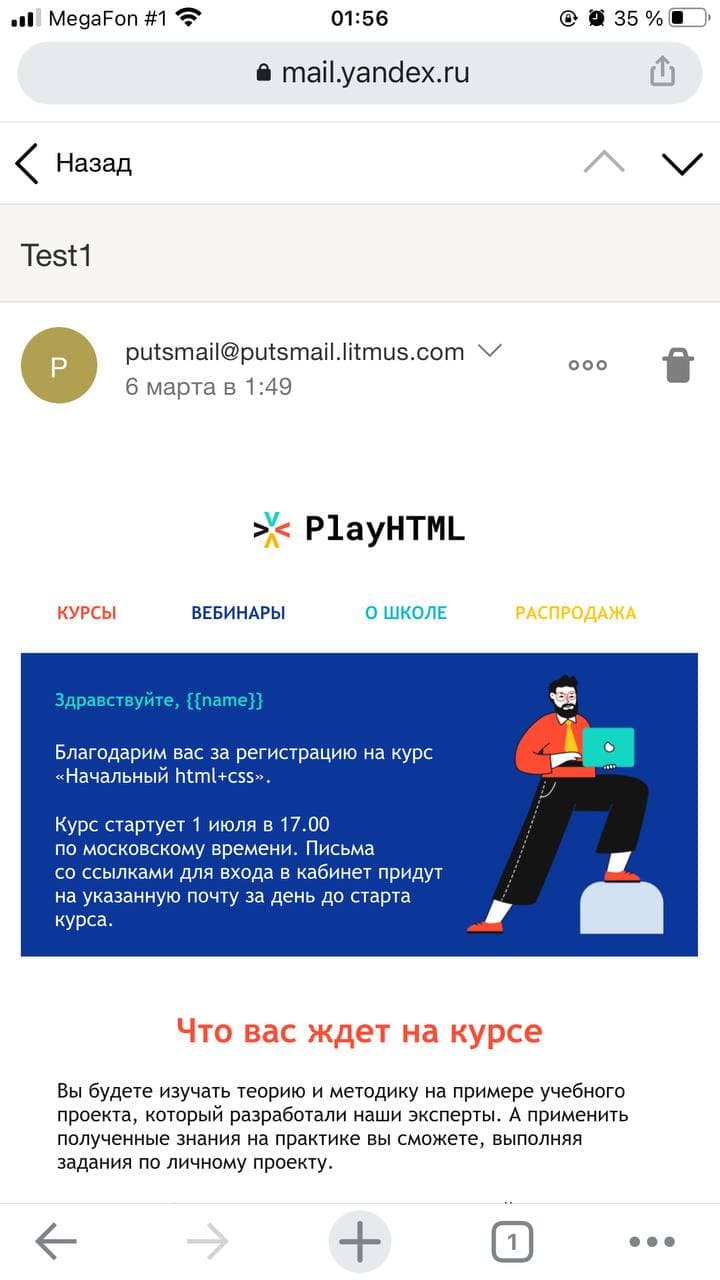 MegaFon #1 01:56 35 %
mail.yandex.ru
Назад
Test1
P
putsmail@putsmail.litmus.com
6 марта в 1:49
PlayHTML
КУРСЫ ВЕБИНАРЫ О ШКОЛЕ РАСПРОДАЖА
Здравствуйте, {{name}}
Благодарим вас за регистрацию на курс
«Начальный html+css».
Курс стартует 1 июля в 17.00
по московскому времени. Письма
со ссылками для входа в кабинет придут
на указанную почту за день до старта
курса.
Что вас ждет на курсе
Вы будете изучать теорию и методику на примере учебного
проекта, который разработали наши эксперты. А применить
полученные знания на практике вы сможете, выполняя
задания по личному проекту.
1